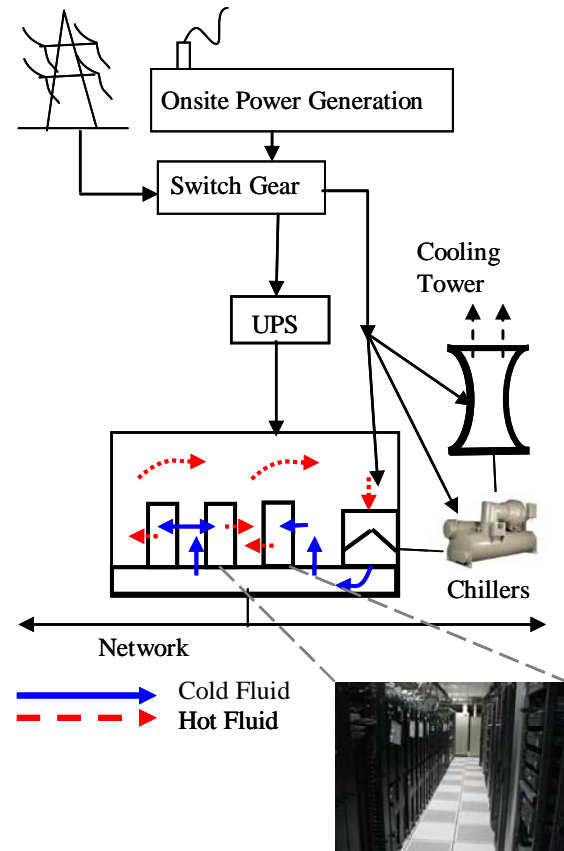 Onsite Power Generation
Switch Gear
Cooling
Tower
UPS
Chillers
Network
Cold Fluid
Hot Fluid